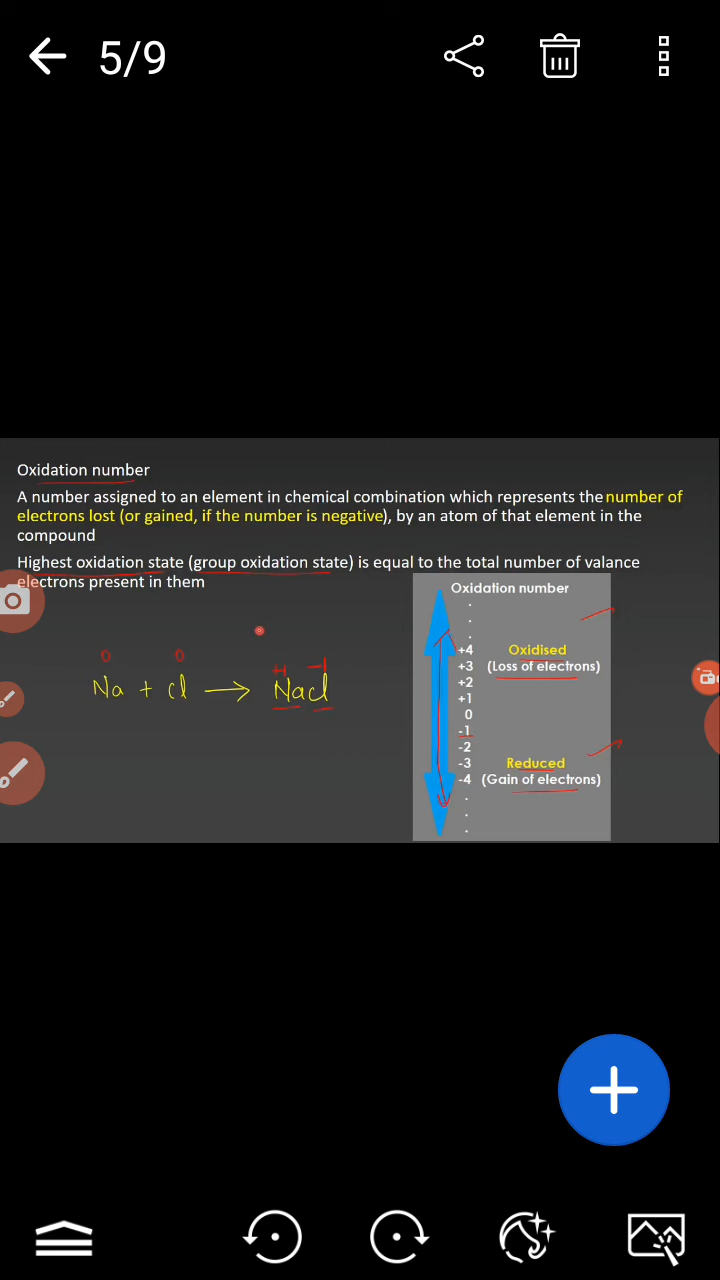 5/9
Oxidation number
A number assigned to an element in chemical combination which represents the number of
electrons lost (or gained, if the number is negative), by an atom of that element in the
compound
Highest oxidation state (group oxidation state) is equal to the total number of valance
electrons present in them
0 0 +1 -1
Na + Cl → NaCl
Oxidation number
.
.
.
+4 Oxidised
+3 (Loss of electrons)
+2
+1
0
-1
-2
-3 Reduced
-4 (Gain of electrons)
.
.
.